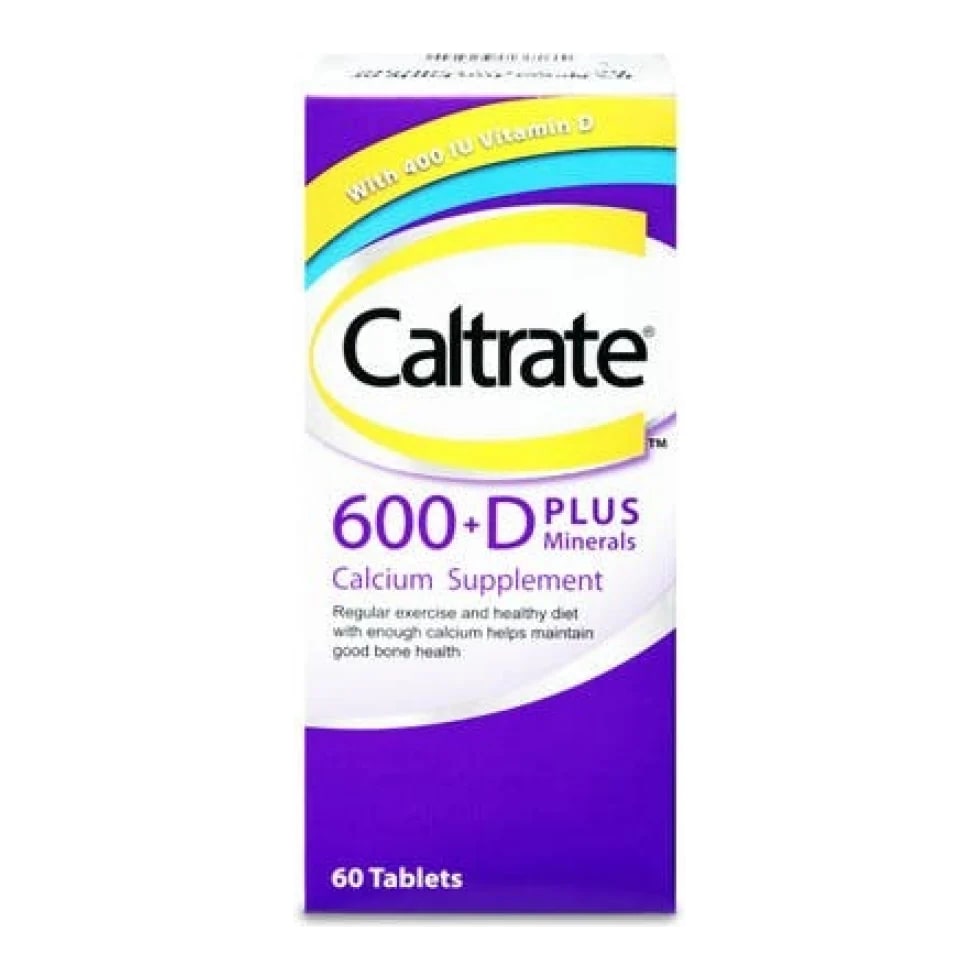 With 400 IU Vitamin D
Caltrate®
™
600+D PLUS
Minerals
Calcium Supplement
Regular exercise and healthy diet
with enough calcium helps maintain
good bone health
60 Tablets